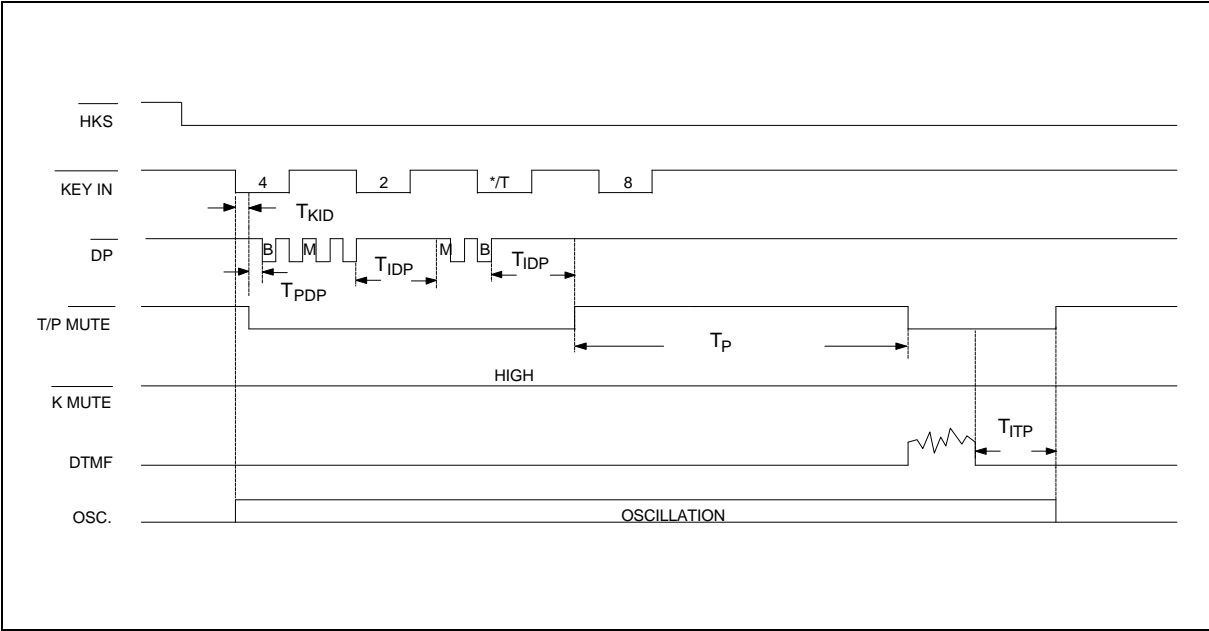 HKS
KEY IN
4
2
*/T
8
TKID
DP
B
M
M
B
TIDP
TIDP
TPDP
T/P MUTE
TP
HIGH
K MUTE
DTMF
TITP
OSC.
OSCILLATION